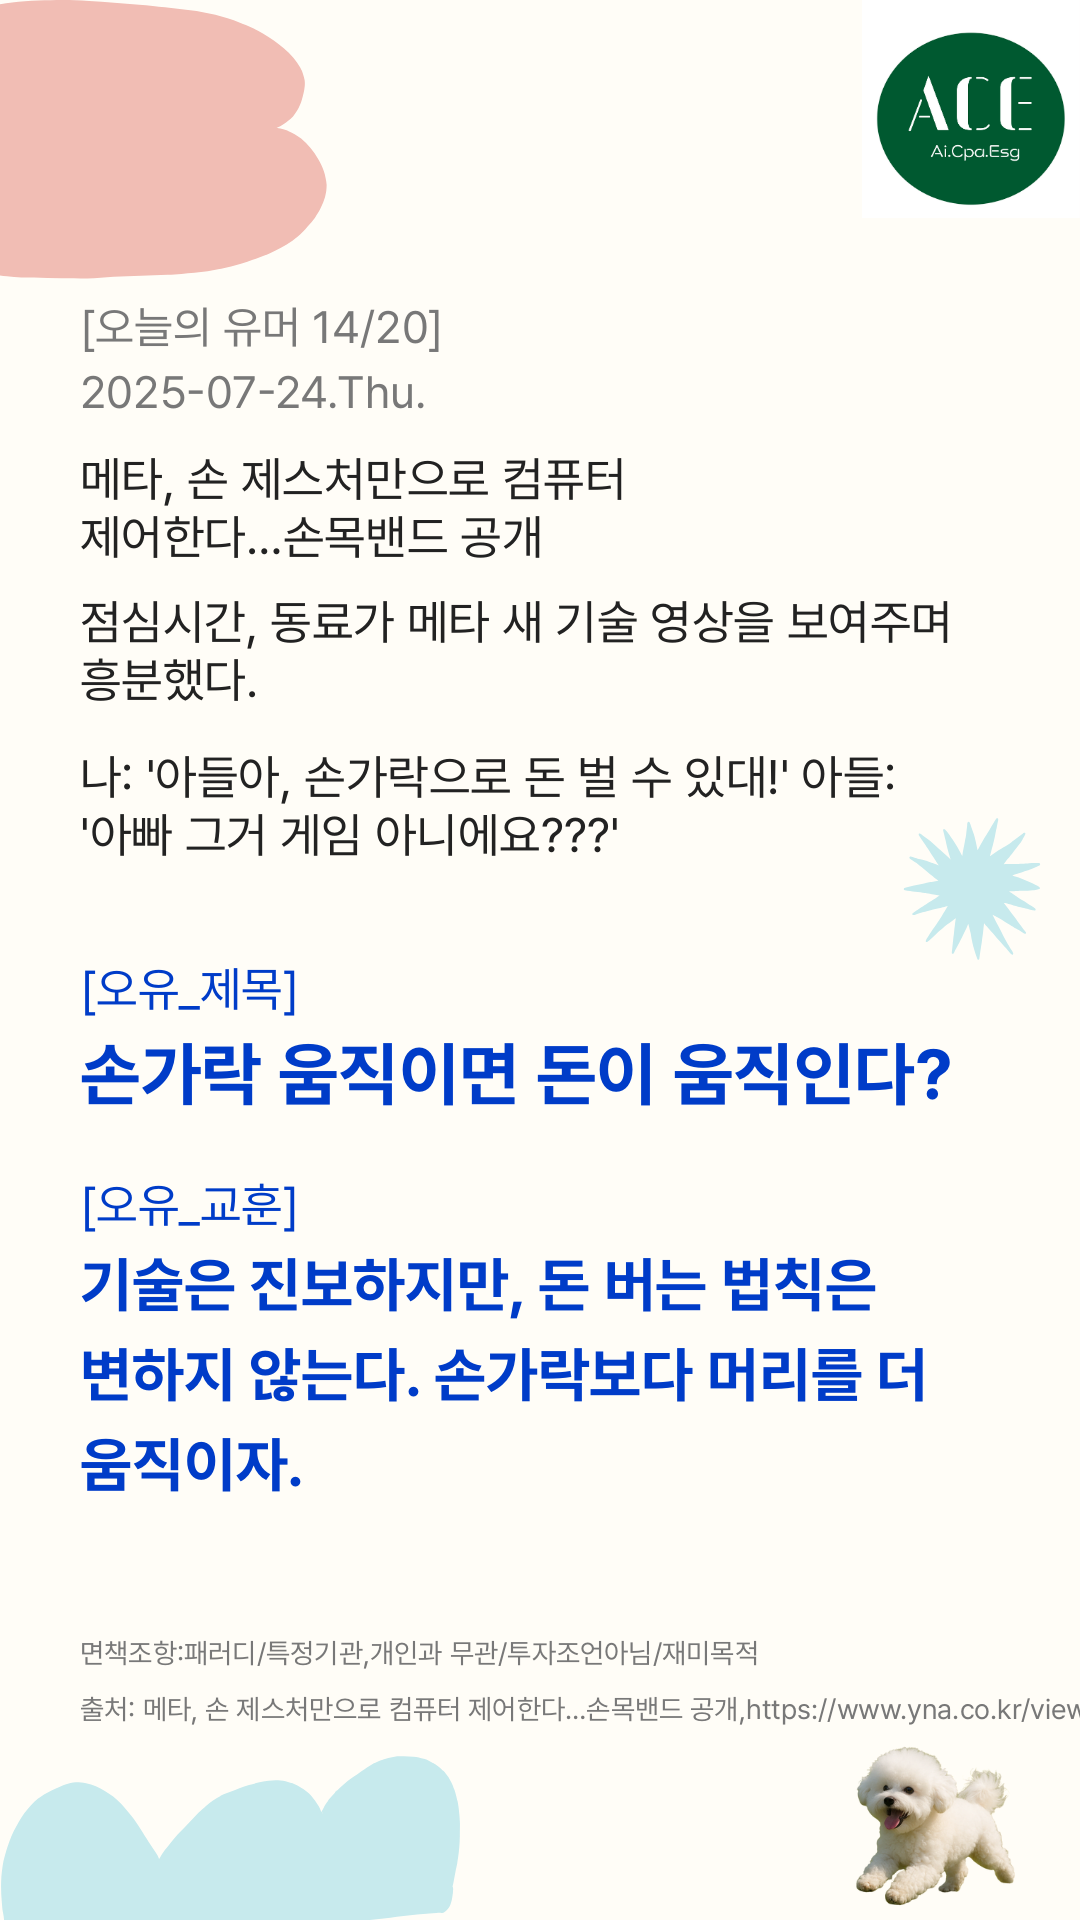 ACE
Ai.Cpa.Esg
[오늘의 유머 14/20]
2025-07-24.Thu.
메타, 손 제스처만으로 컴퓨터
제어한다...손목밴드 공개
점심시간, 동료가 메타 새 기술 영상을 보여주며
흥분했다.
나: '아들아, 손가락으로 돈 벌 수 있대!' 아들:
'아빠 그거 게임 아니에요???'
[오유_제목]
손가락 움직이면 돈이 움직인다?
[오유_교훈]
기술은 진보하지만, 돈 버는 법칙은
변하지 않는다. 손가락보다 머리를 더
움직이자.
면책조항:패러디/특정기관,개인과 무관/투자조언아님/재미목적
출처: 메타, 손 제스처만으로 컴퓨터 제어한다...손목밴드 공개,https://www.yna.co.kr/view